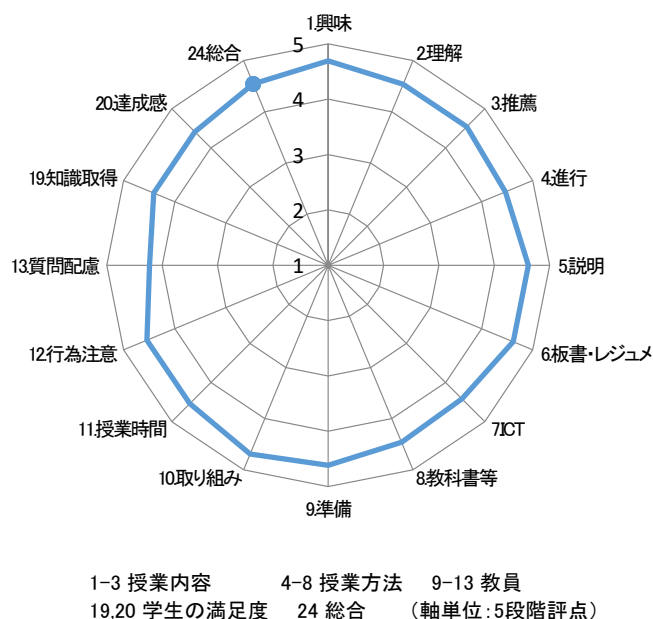 1.興味
2.理解
3.推薦
4.進行
5.説明
6.板書・レジュメ
7.ICT
8.教科書等
9.準備
10.取り組み
11.授業時間
12.行為注意
13.質問配慮
19.知識取得
20.達成感
24.総合
5
4
3
2
1
1-3 授業内容 4-8 授業方法 9-13 教員
19,20 学生の満足度 24 総合 (軸単位:5段階評点)